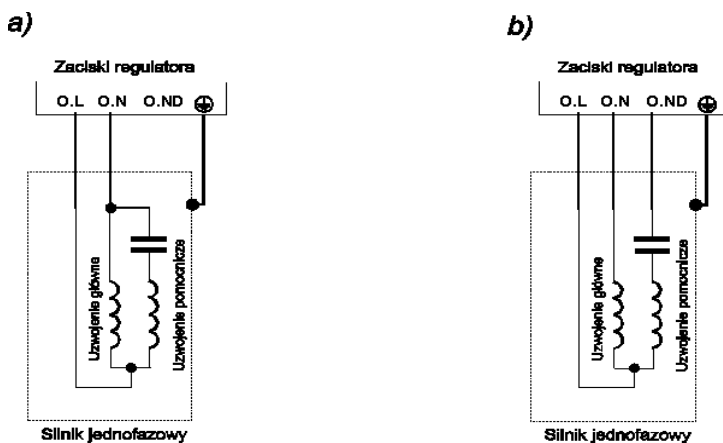 a)
Zaciski regulatora
O.L O.N O.ND
Uzwojenie główne
Uzwojenie pomocnicze
Silnik jednofazowy
b)
Zaciski regulatora
O.L O.N O.ND
Uzwojenie główne
Uzwojenie pomocnicze
Silnik jednofazowy